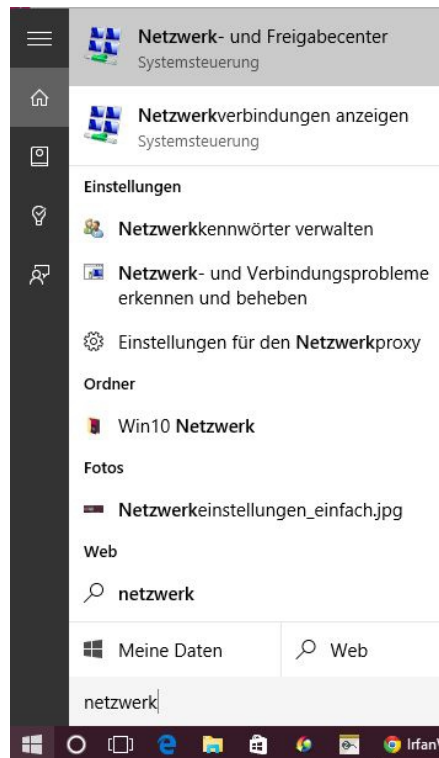 Netzwerk- und Freigabecenter
Systemsteuerung
Netzwerkverbindungen anzeigen
Systemsteuerung
Einstellungen
Netzwerkkennwörter verwalten
Netzwerk- und Verbindungsprobleme
erkennen und beheben
Einstellungen für den Netzwerkproxy
Ordner
Win10 Netzwerk
Fotos
Netzwerkeinstellungen_einfach.jpg
Web
netzwerk
Meine Daten
Web
netzwerk